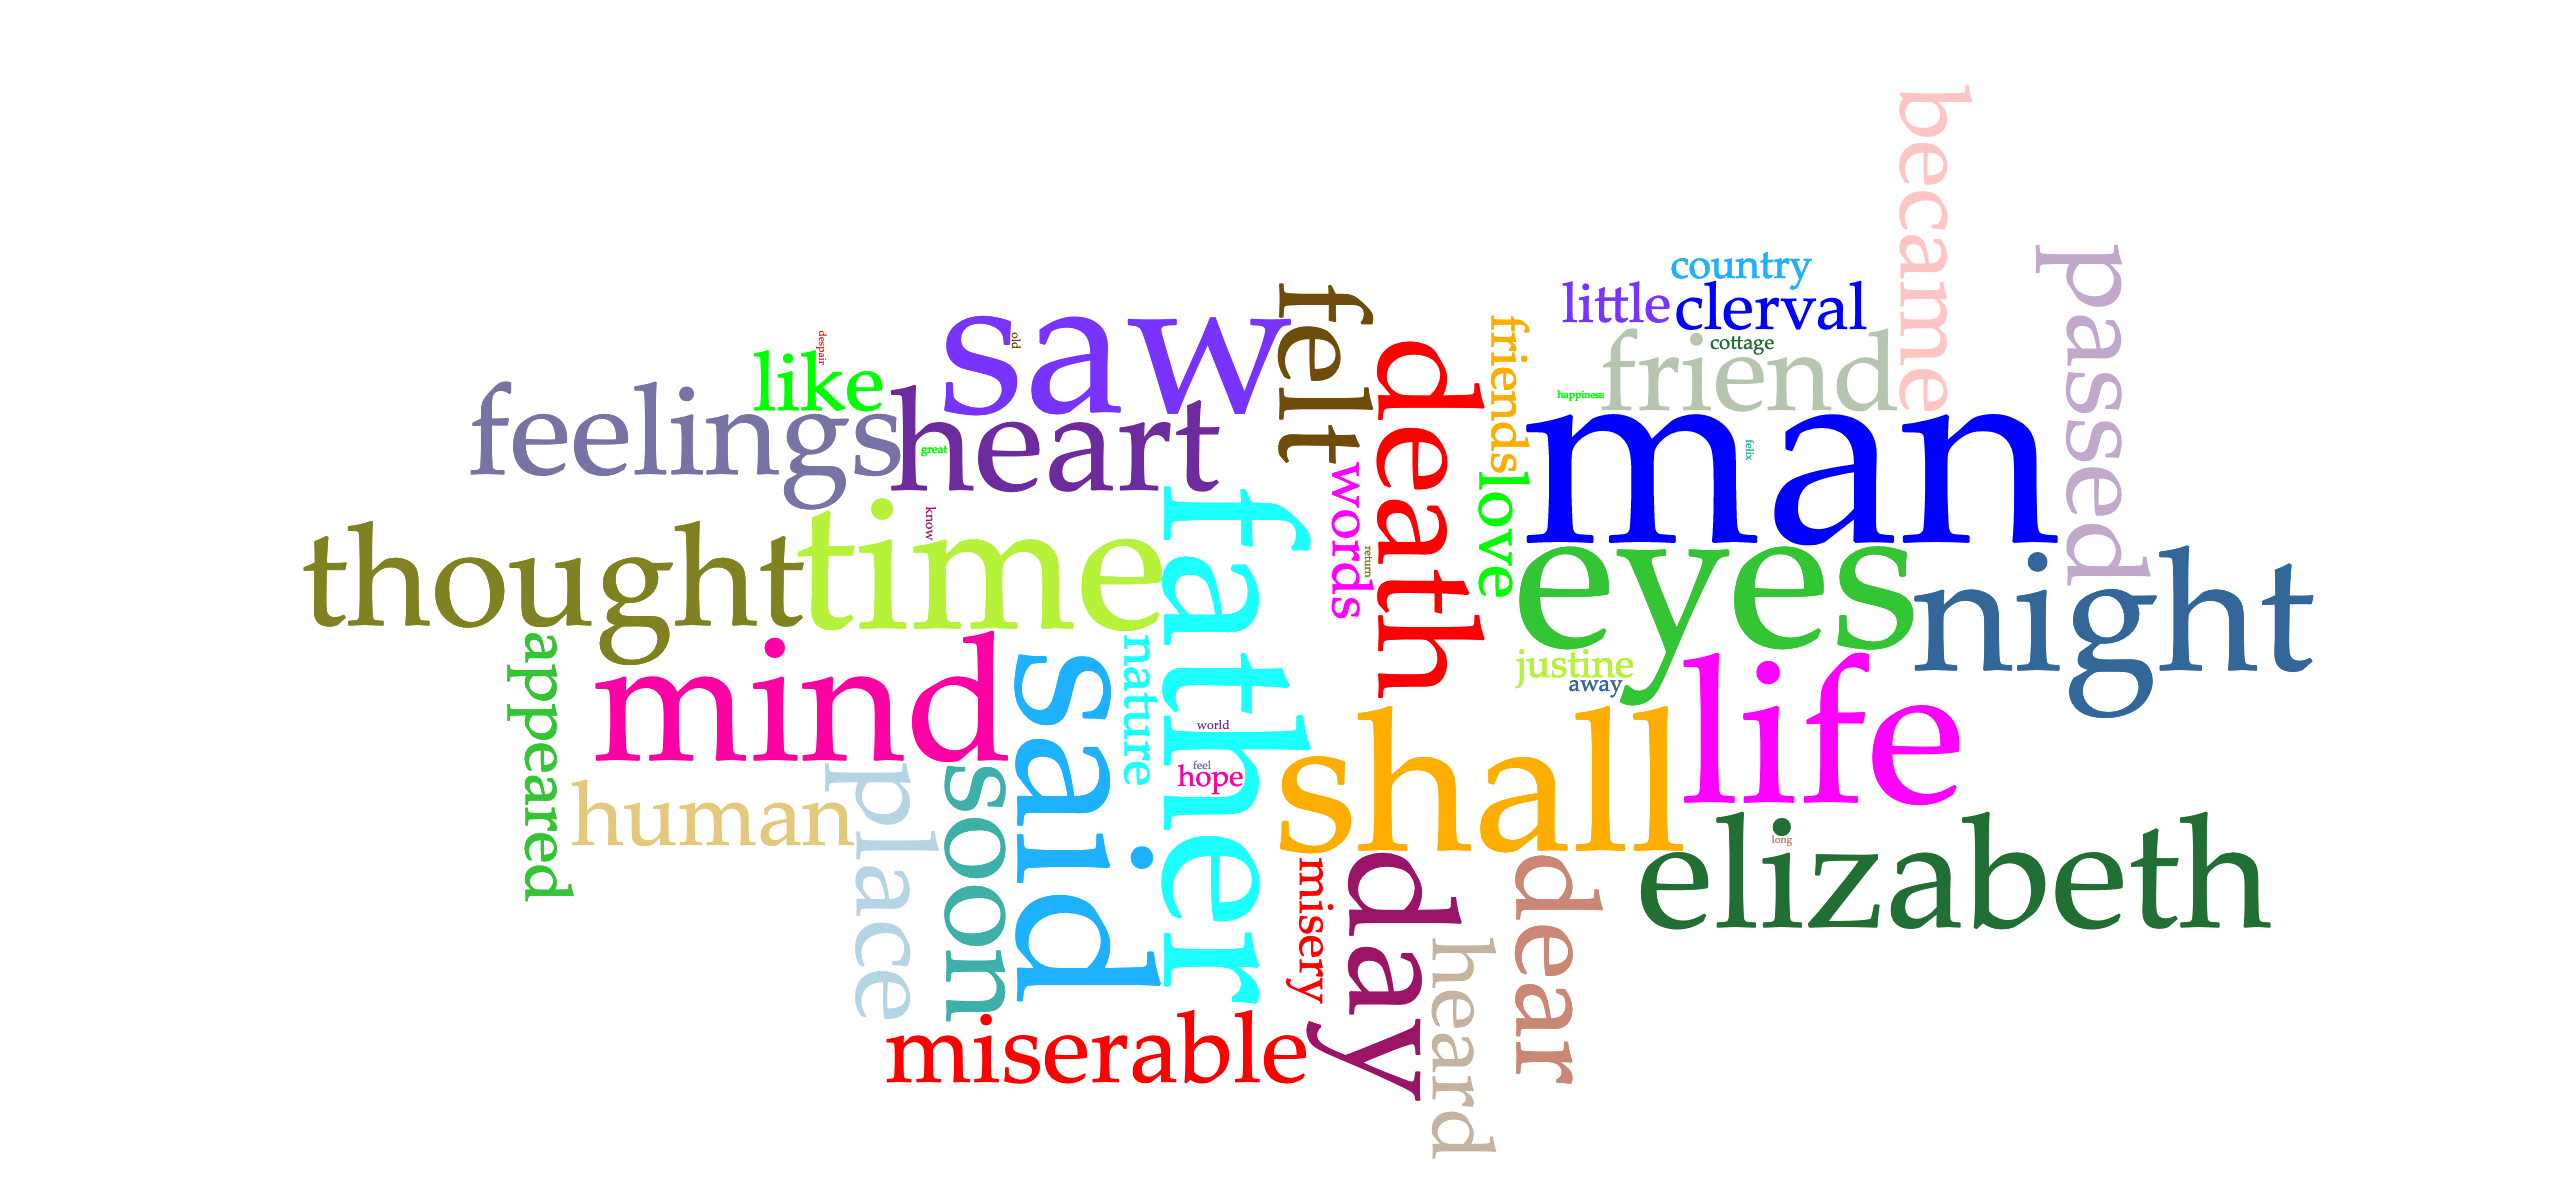 became
passed
country
little
clerval
felt
saw
old
despair
like
death
friends
cottage
friend
happiness
feelings
heart
great
man
felix
words
love
father
know
time
thought
return
eyes
night
appeared
mind
said
nature
justine
away
life
world
shall
feel
hope
human
place
soon
elizabeth
long
misery
day
dear
heard
miserable